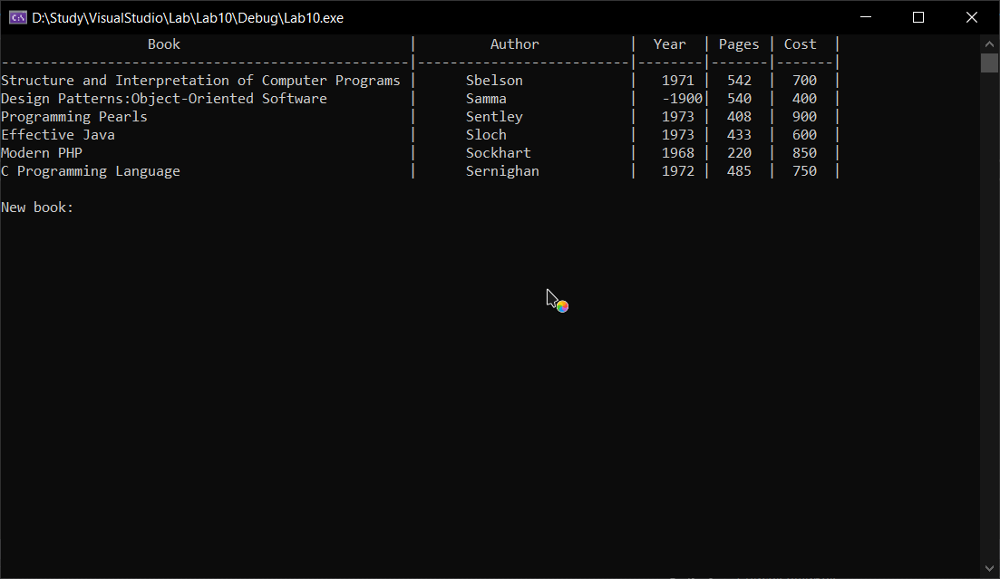 D:\Study\VisualStudio\Lab\Lab10\Debug\Lab10.exe
Book | Author | Year | Pages | Cost |
--------------------------------------------------|--------------------------|--------|-------|-------|
Structure and Interpretation of Computer Programs | Sbelson | 1971 | 542 | 700 |
Design Patterns:Object-Oriented Software | Samma | -1900| 540 | 400 |
Programming Pearls | Sentley | 1973 | 408 | 900 |
Effective Java | Sloch | 1973 | 433 | 600 |
Modern PHP | Sockhart | 1968 | 220 | 850 |
C Programming Language | Sernighan | 1972 | 485 | 750 |
New book: